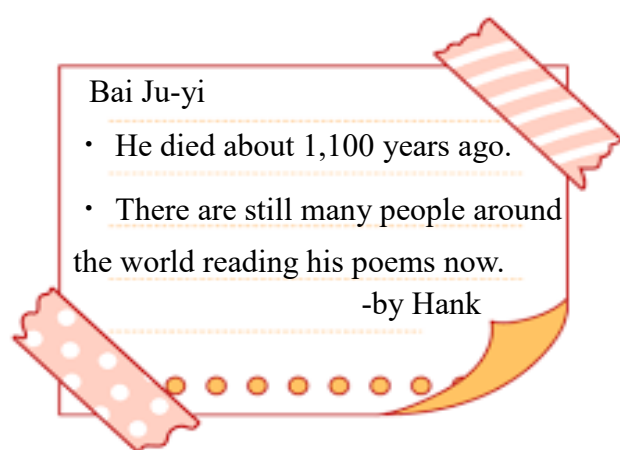 Bai Ju-yi
· He died about 1,100 years ago.
· There are still many people around
the world reading his poems now.
-by Hank